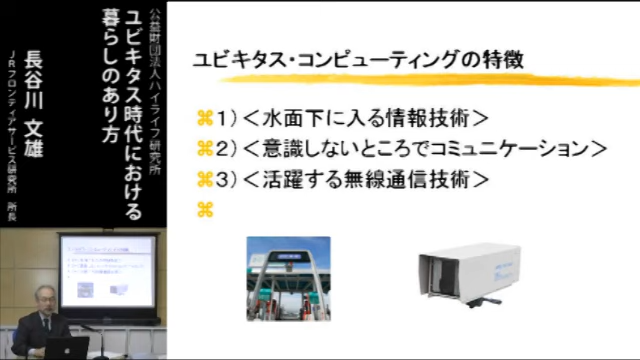 公益財団法人ハイライフ研究所
ユビキタス時代における
暮らしのあり方
長谷川 文雄
JRフロンティアサービス研究所 所長
ユビキタス・コンピューティングの特徴
⌘1)＜水面下に入る情報技術＞
⌘2)＜意識しないところでコミュニケーション＞
⌘3)＜活躍する無線通信技術＞
⌘